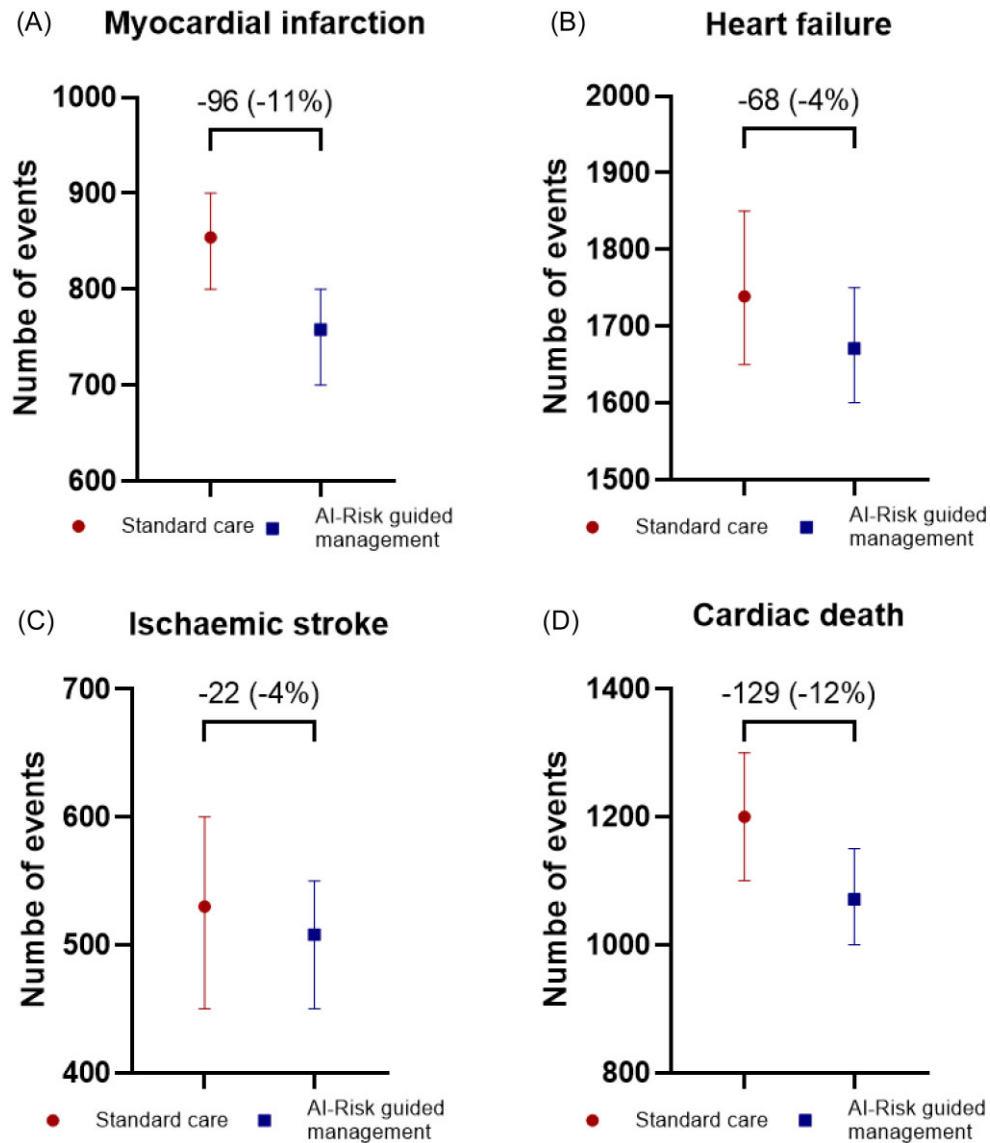 (A) Myocardial infarction
-96 (-11%)
Numbe of events
1000
900
800
700
600
Standard care
AI-Risk guided
management
(B) Heart failure
-68 (-4%)
Numbe of events
2000
1900
1800
1700
1600
1500
Standard care
AI-Risk guided
management
(C) Ischaemic stroke
-22 (-4%)
Numbe of events
700
600
500
400
Standard care
AI-Risk guided
management
(D) Cardiac death
-129 (-12%)
Numbe of events
1400
1200
1000
800
Standard care
AI-Risk guided
management